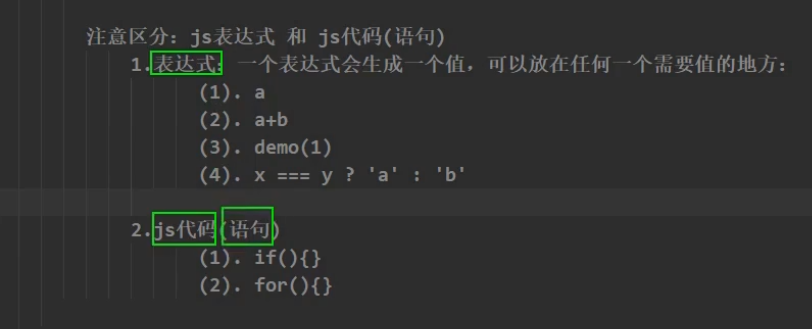 注意区分：js表达式 和 js代码(语句)
1.表达式：一个表达式会生成一个值，可以放在任何一个需要值的地方：
(1). a
(2). a+b
(3). demo(1)
(4). x === y ? 'a' : 'b'
2.js代码(语句)
(1). if(){}
(2). for(){}